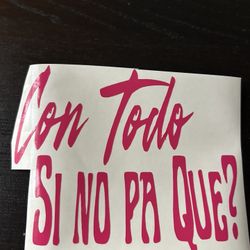 Con Todo
SI NO PA QUE?